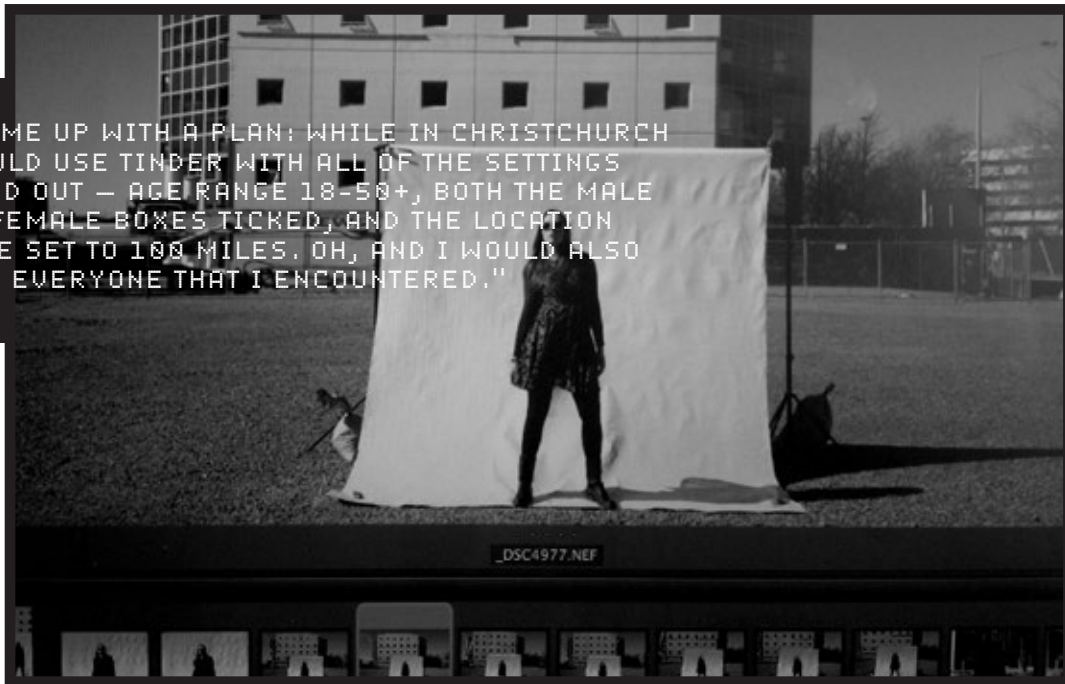 ME UP WITH A PLAN: WHILE IN CHRISTCHURCH
ULD USE TINDER WITH ALL OF THE SETTINGS
D OUT — AGE RANGE 18-50+, BOTH THE MALE
FEMALE BOXES TICKED, AND THE LOCATION
E SET TO 100 MILES. OH, AND I WOULD ALSO
EVERYONE THAT I ENCOUNTERED."
_DSC4977.NEF